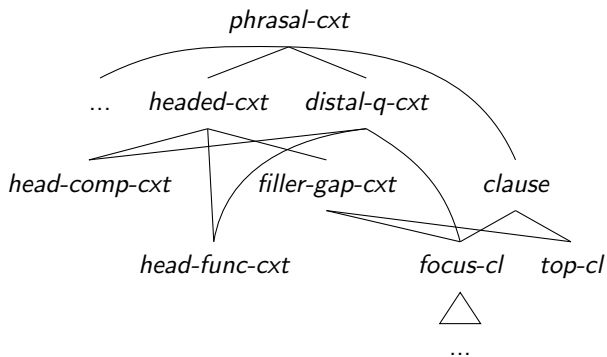 phrasal-cxt
... headed-cxt distal-q-cxt
head-comp-cxt filler-gap-cxt clause
head-func-cxt focus-cl top-cl
...